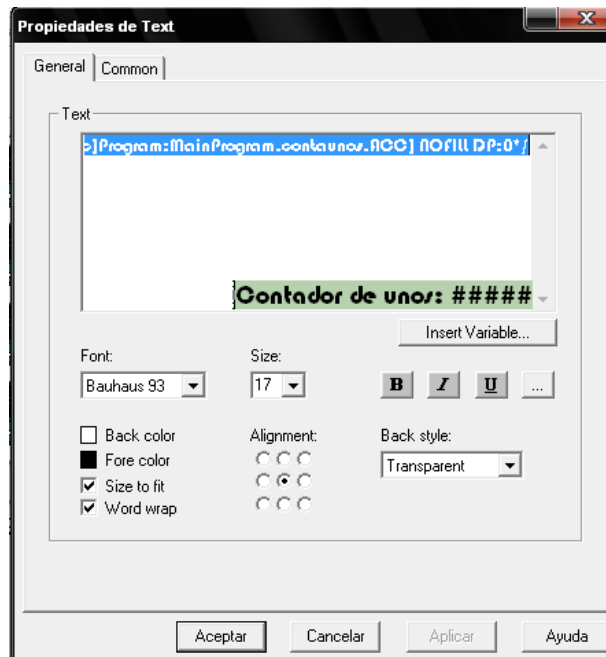 Propiedades de Text
General Common
Text
>]Program:MainProgram.contaunos.ACC] NOFILL DP:0*/
Contador de unos: #####
Insert Variable...
Font: Size:
Bauhaus 93 17 B I U ...
Back color Alignment: Back style:
Fore color
Transparent
Size to fit
Word wrap
Aceptar Cancelar Aplicar Ayuda